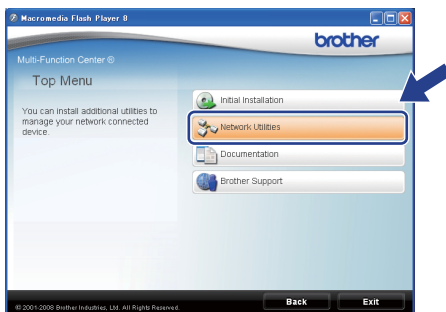 Macromedia Flash Player 8
brother
Multi-Function Center ®
Top Menu
You can install additional utilities to
manage your network connected
device.
Initial Installation
Network Utilities
Documentation
Brother Support
© 2001-2008 Brother Industries, Ltd. All Rights Reserved.
Back
Exit